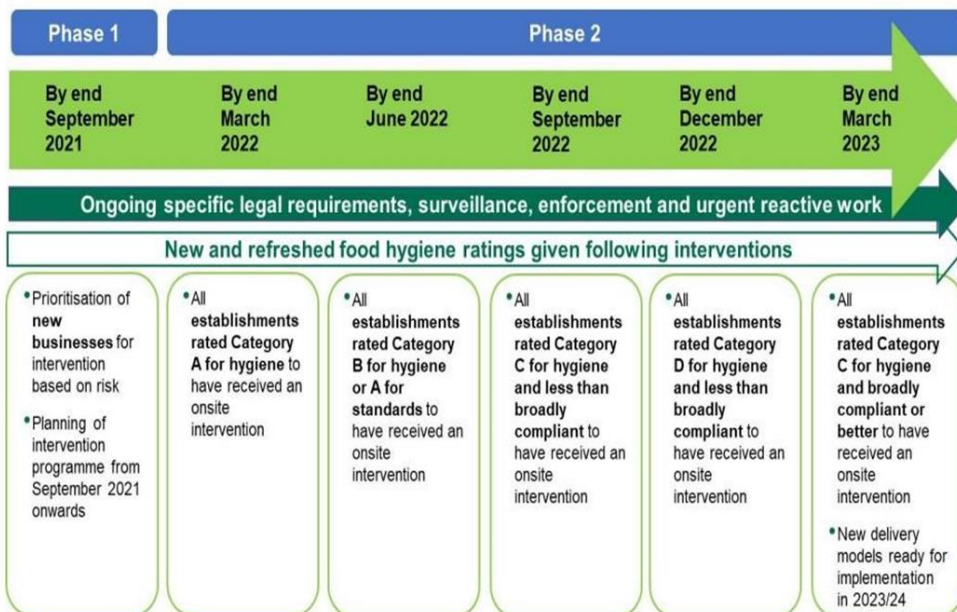 Phase 1
Phase 2
By end
September
2021
By end
March
2022
By end
June 2022
By end
September
2022
By end
December
2022
By end
March
2023
Ongoing specific legal requirements, surveillance, enforcement and urgent reactive work
New and refreshed food hygiene ratings given following interventions
•Prioritisation of
new
businesses for
intervention
based on risk
•Planning of
intervention
programme from
September 2021
onwards
•All
establishments
rated Category
A for hygiene to
have received an
onsite
intervention
•All
establishments
rated Category
B for hygiene
or A for
standards to
have received an
onsite
intervention
•All
establishments
rated Category
C for hygiene
and less than
broadly
compliant to
have received an
onsite
intervention
•All
establishments
rated Category
D for hygiene
and less than
broadly
compliant to
have received an
onsite
intervention
•All
establishments
rated Category
C for hygiene
and broadly
compliant or
better to have
received an
onsite
intervention
•New delivery
models ready for
implementation
in 2023/24